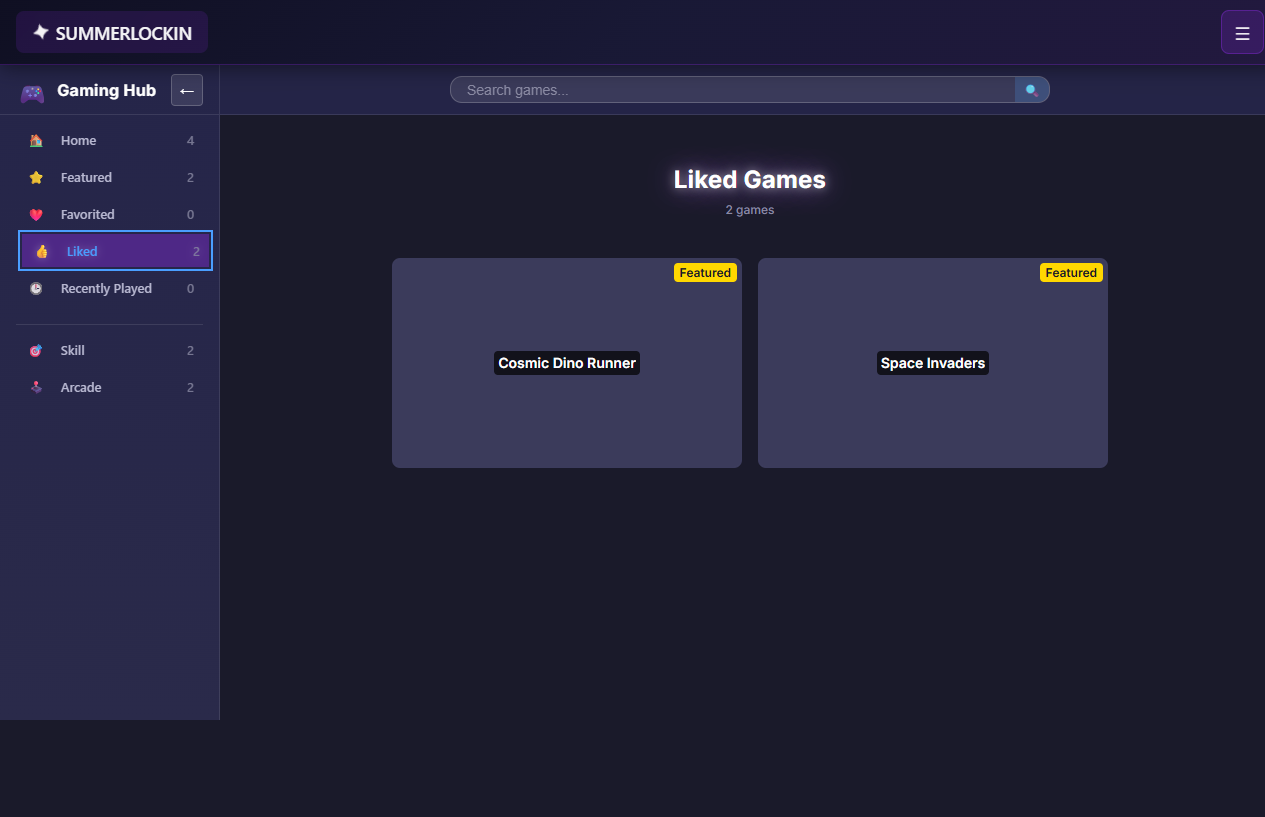 SUMMERLOCKIN
☰
Gaming Hub ←
Search games...
Home 4
Featured 2
Favorited 0
Liked 2
Recently Played 0
Skill 2
Arcade 2
Liked Games
2 games
Featured
Cosmic Dino Runner
Featured
Space Invaders